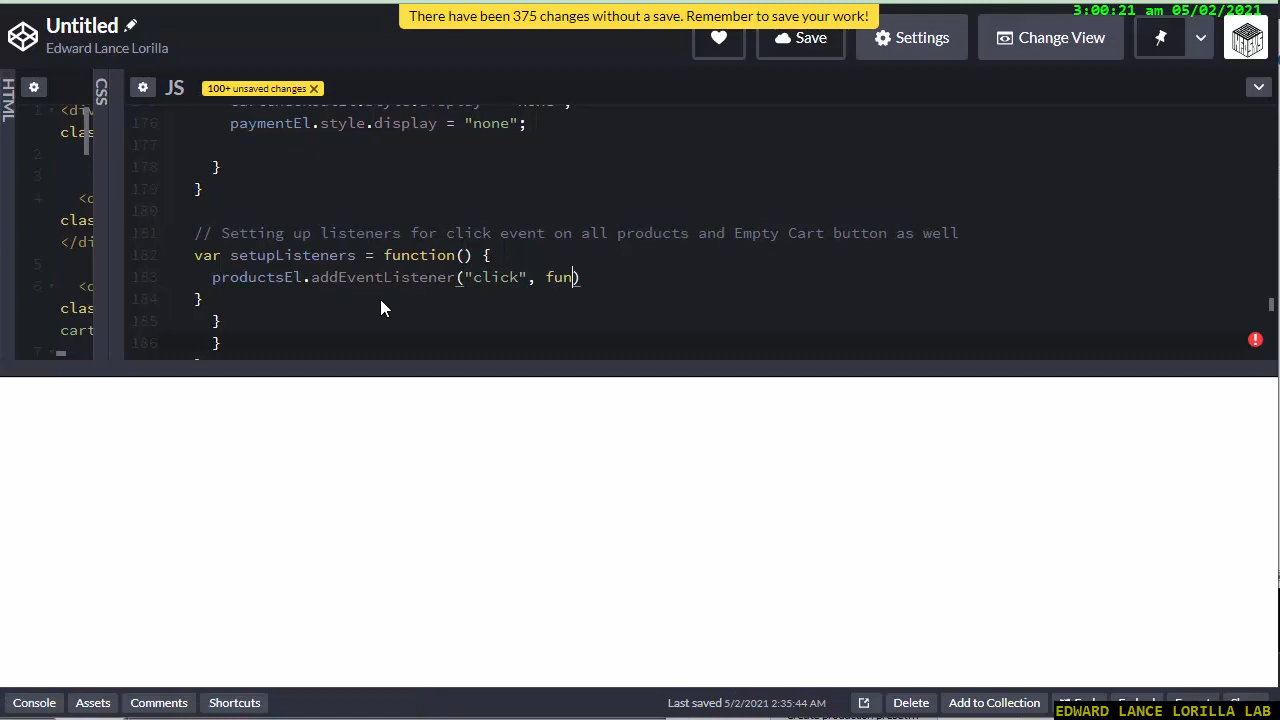 There have been 375 changes without a save. Remember to save your work!
3:00:21 am 05/02/2021
Untitled
Edward Lance Lorilla
Save
Settings
Change View
HTML
CSS
JS
100+ unsaved changes
1
<div
clas
2
3
4
<d
clas
</di
5
6
<d
clas
cart
7
176
paymentEl.style.display = "none";
177
178
}
179
}
180
181
// Setting up listeners for click event on all products and Empty Cart button as well
182
var setupListeners = function() {
183
productsEl.addEventListener("click", fun)
184
}
185
}
186
}
Console
Assets
Comments
Shortcuts
Last saved 5/2/2021 2:35:44 AM
Delete
Add to Collection
EDWARD LANCE LORILLA LAB